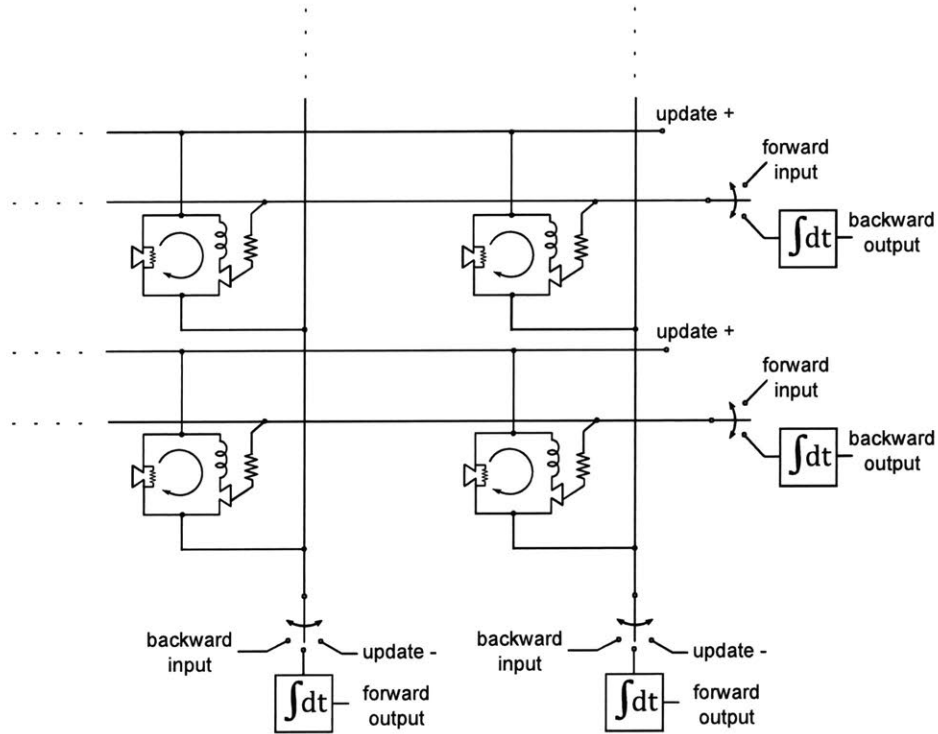 update +
forward
input
∫dt
backward
output
update +
forward
input
∫dt
backward
output
backward
input
update -
∫dt
forward
output
backward
input
update -
∫dt
forward
output